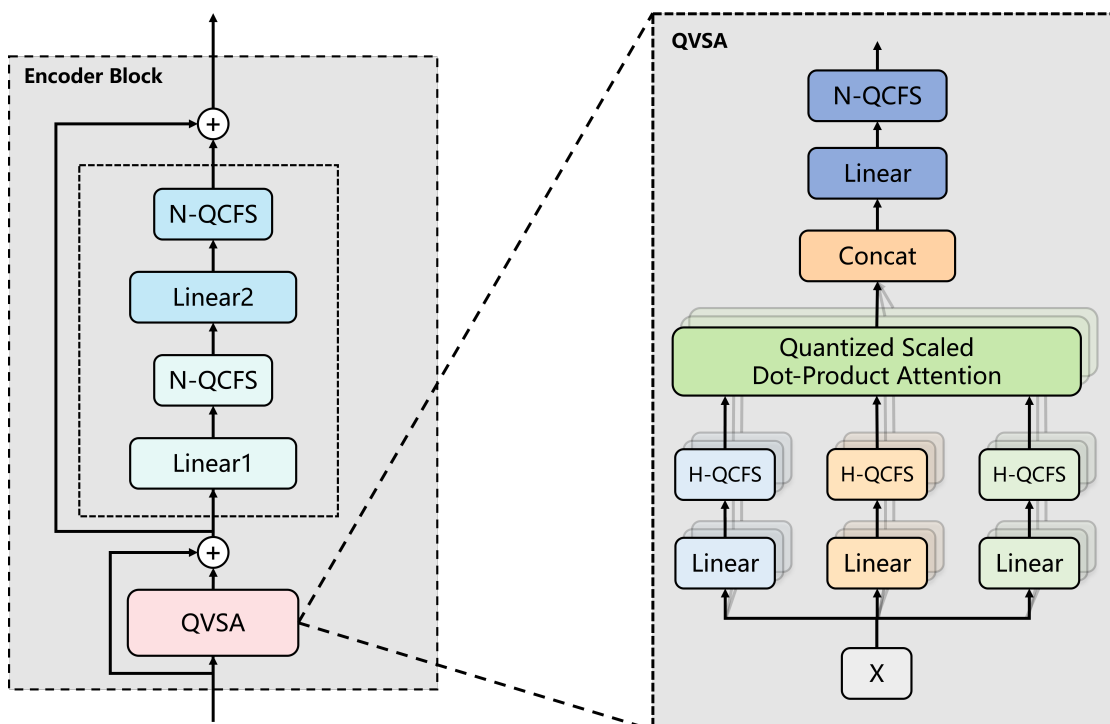 Encoder Block
+
N-QCFS
Linear2
N-QCFS
Linear1
+
QVSA
QVSA
N-QCFS
Linear
Concat
Quantized Scaled
Dot-Product Attention
H-QCFS H-QCFS H-QCFS
Linear Linear Linear
X